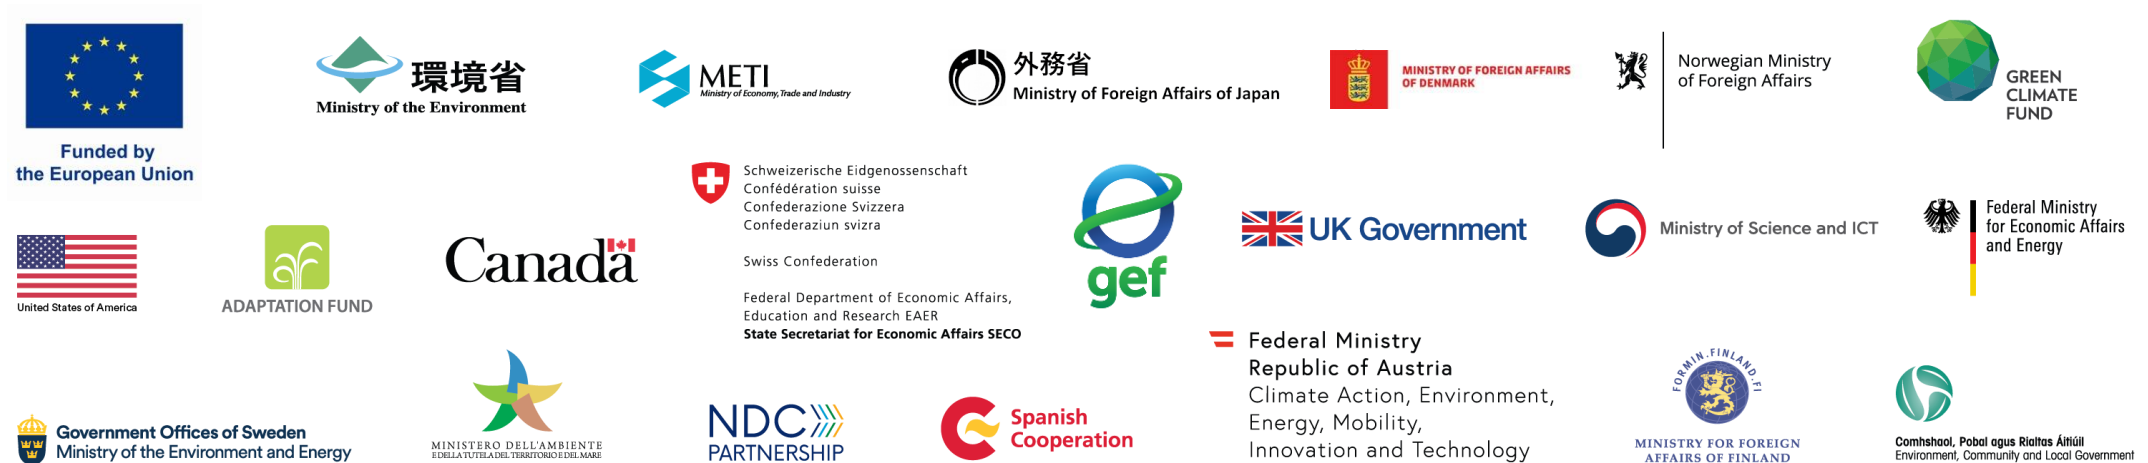 Funded by
the European Union
環境省
Ministry of the Environment
METI
Ministry of Economy, Trade and Industry
外務省
Ministry of Foreign Affairs of Japan
MINISTRY OF FOREIGN AFFAIRS
OF DENMARK
Norwegian Ministry
of Foreign Affairs
GREEN
CLIMATE
FUND
United States of America
ADAPTATION FUND
Canada
Schweizerische Eidgenossenschaft
Confédération suisse
Confederazione Svizzera
Confederaziun svizra
Swiss Confederation
Federal Department of Economic Affairs,
Education and Research EAER
State Secretariat for Economic Affairs SECO
gef
UK Government
Ministry of Science and ICT
Federal Ministry
for Economic Affairs
and Energy
Government Offices of Sweden
Ministry of the Environment and Energy
MINISTERO DELL'AMBIENTE
E DELLA TUTELA DEL TERRITORIO E DEL MARE
NDC
PARTNERSHIP
Spanish
Cooperation
Federal Ministry
Republic of Austria
Climate Action, Environment,
Energy, Mobility,
Innovation and Technology
FORMIN.FINLAND.FI
MINISTRY FOR FOREIGN
AFFAIRS OF FINLAND
Comhshaol, Pobal agus Rialtas Áitiúil
Environment, Community and Local Government